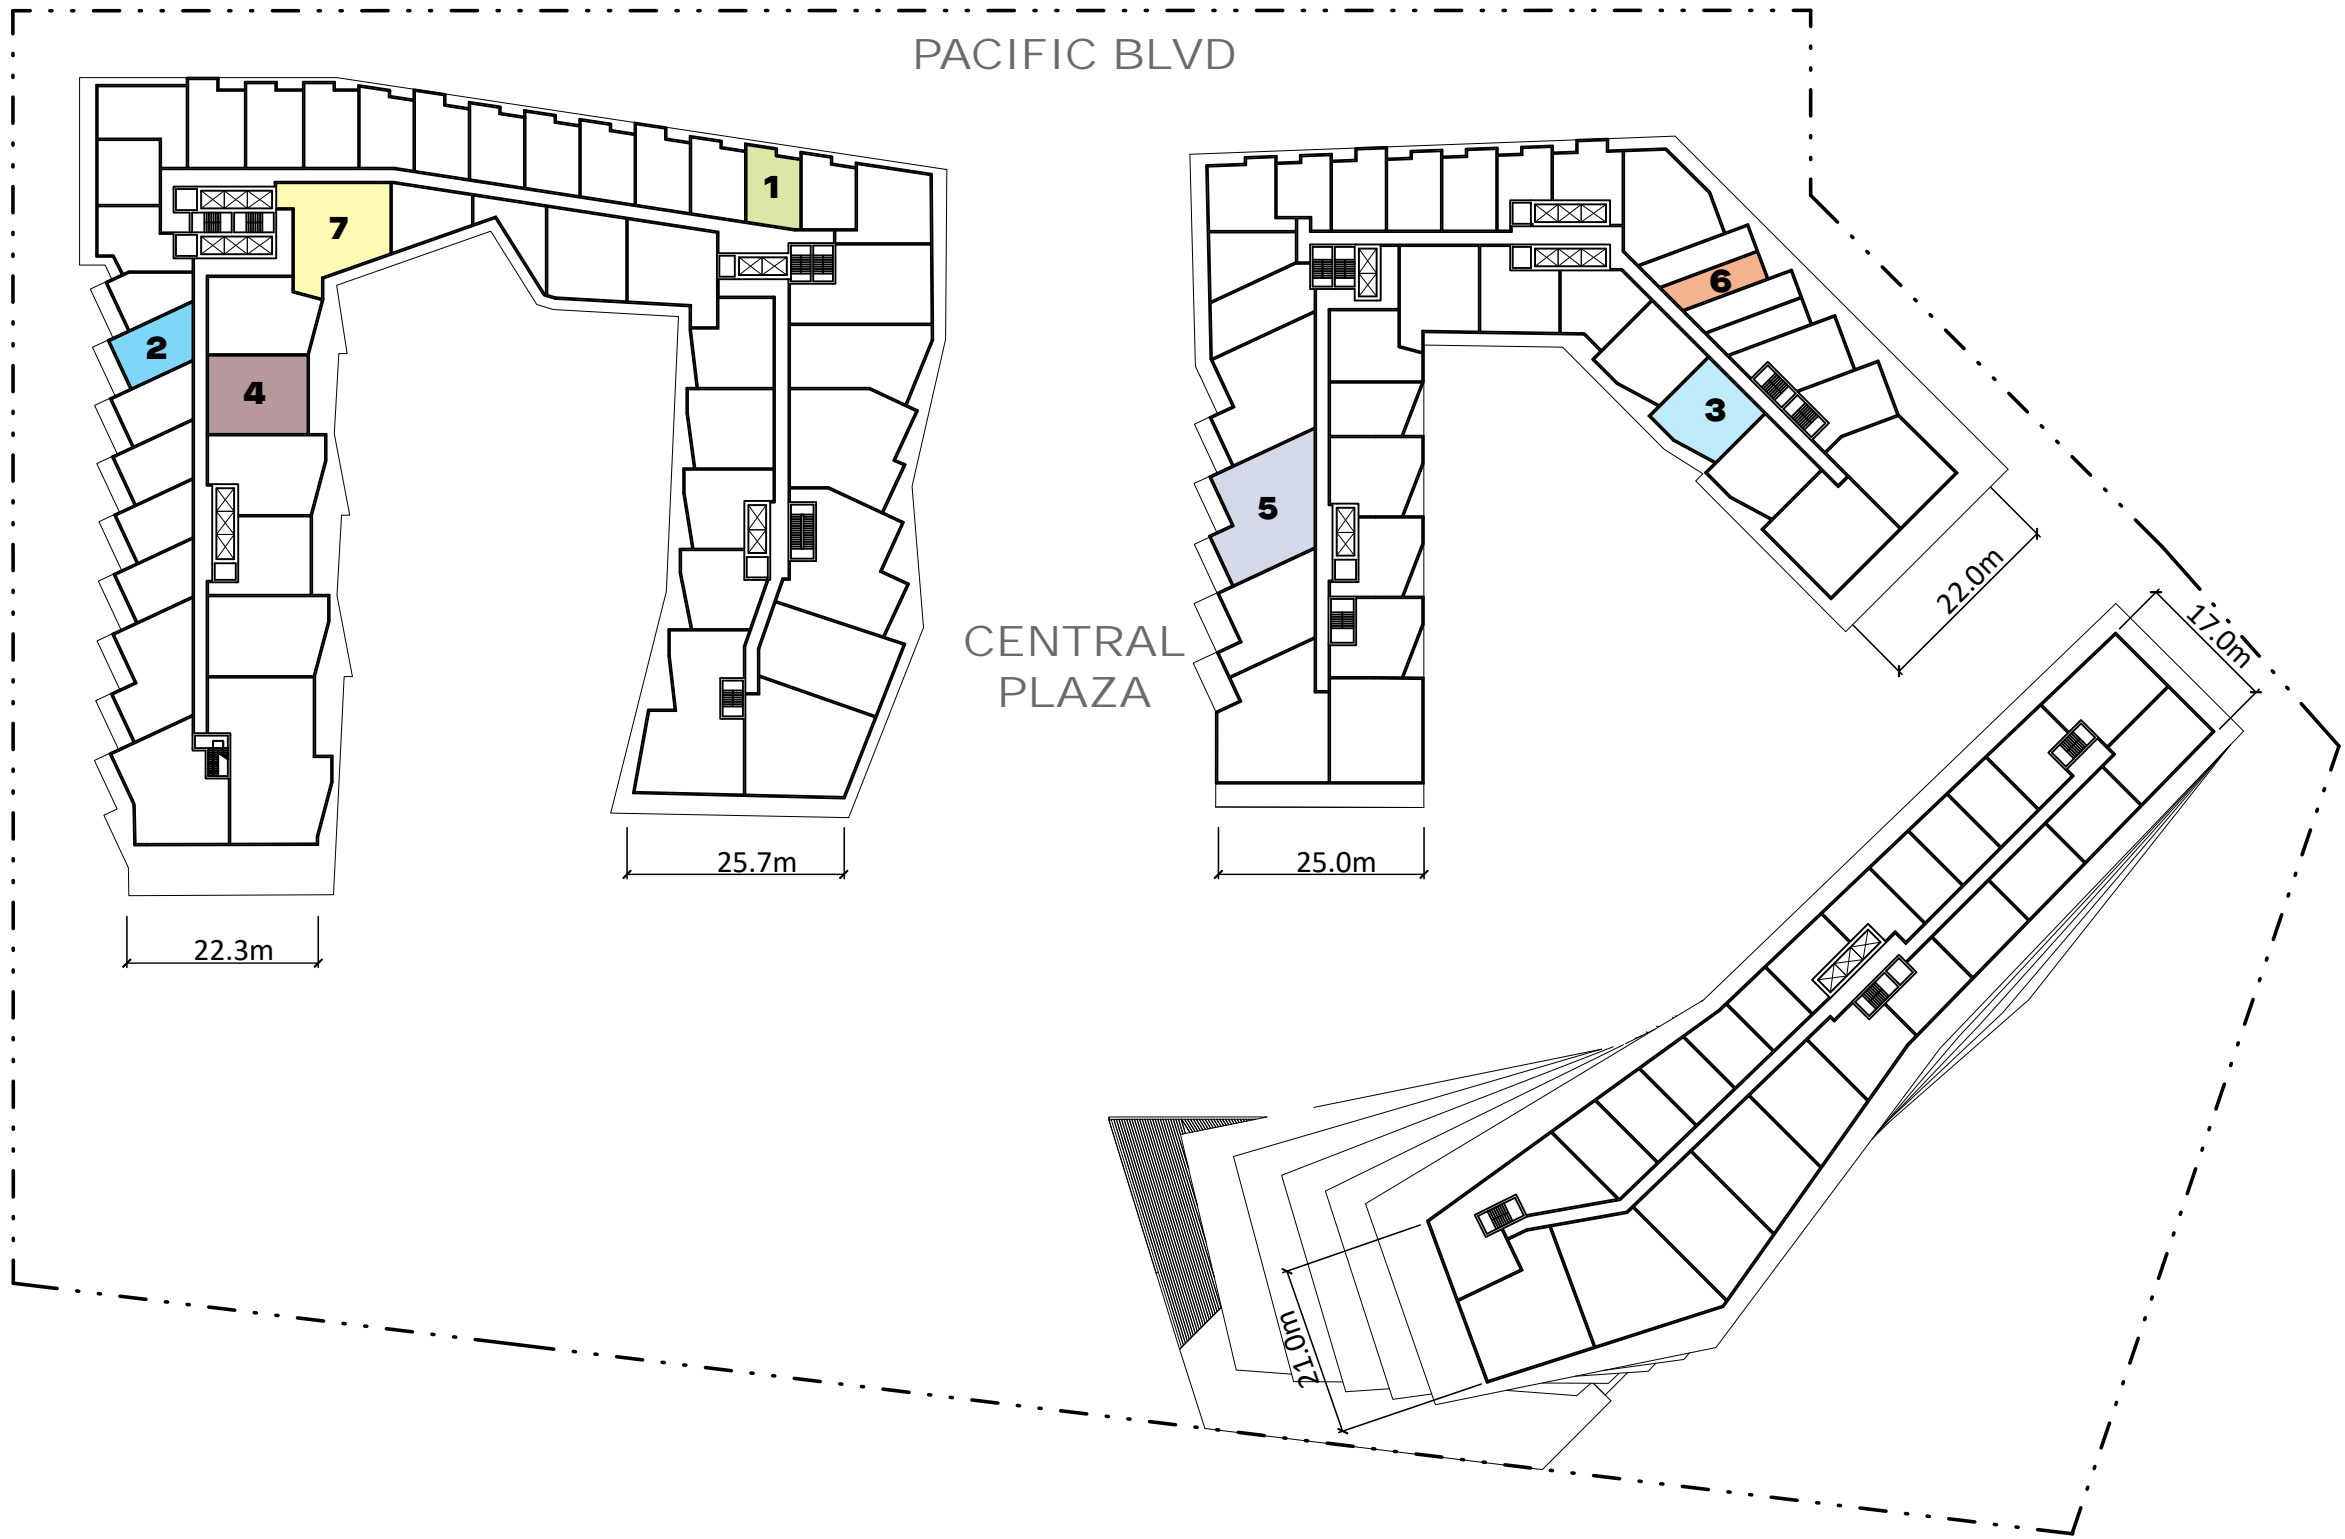 PACIFIC BLVD
1
7
6
2
4
3
5
22.0m
17.0m
CENTRAL
PLAZA
25.7m
25.0m
22.3m
21.0m